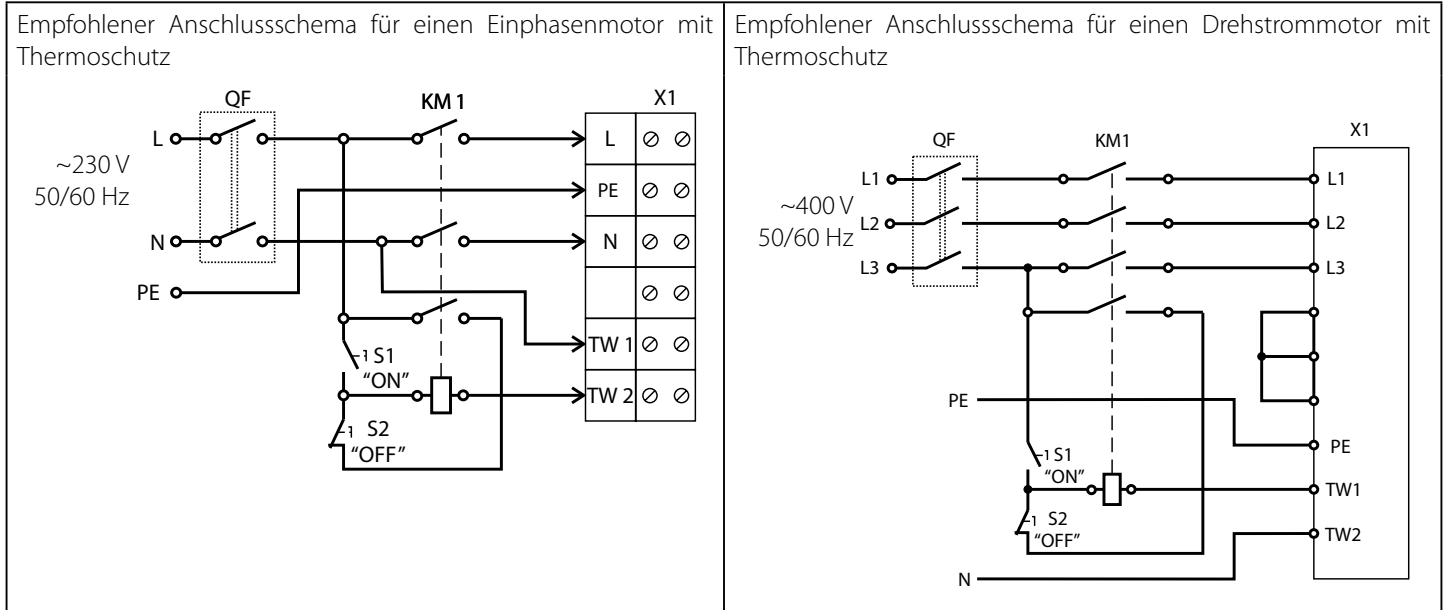 Empfohlener Anschlussschema für einen Einphasenmotor mit
Thermoschutz
QF
KM 1
X1
L
L
~230 V
50/60 Hz
PE
N
N
PE
TW 1
S1
"ON"
TW 2
S2
"OFF"
Empfohlener Anschlussschema für einen Drehstrommotor mit
Thermoschutz
X1
QF
KM1
L1
L1
~400 V
L2
L2
50/60 Hz
L3
L3
PE
PE
S1
"ON"
TW1
S2
"OFF"
TW2
N